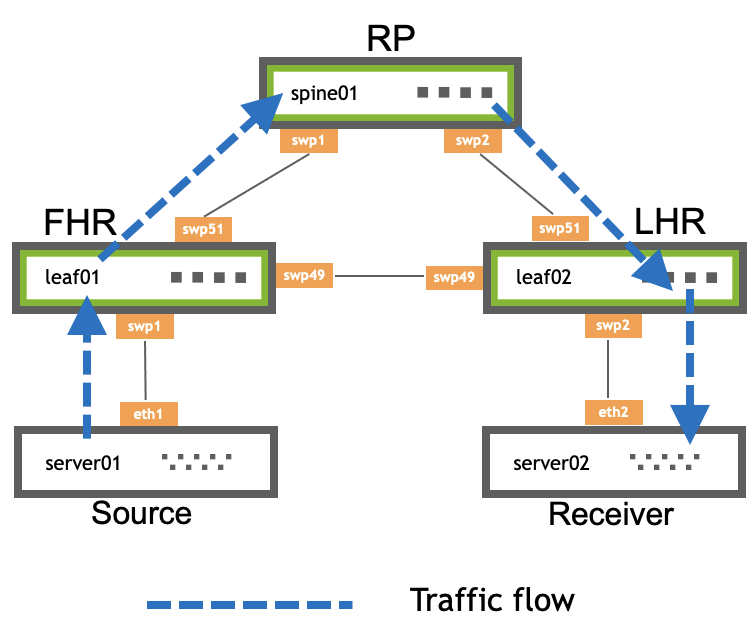 RP
spine01
swp1
swp2
FHR
swp51
swp51
LHR
leaf01
swp49
swp49
leaf02
swp1
swp2
eth1
eth2
server01
server02
Source
Receiver
Traffic flow